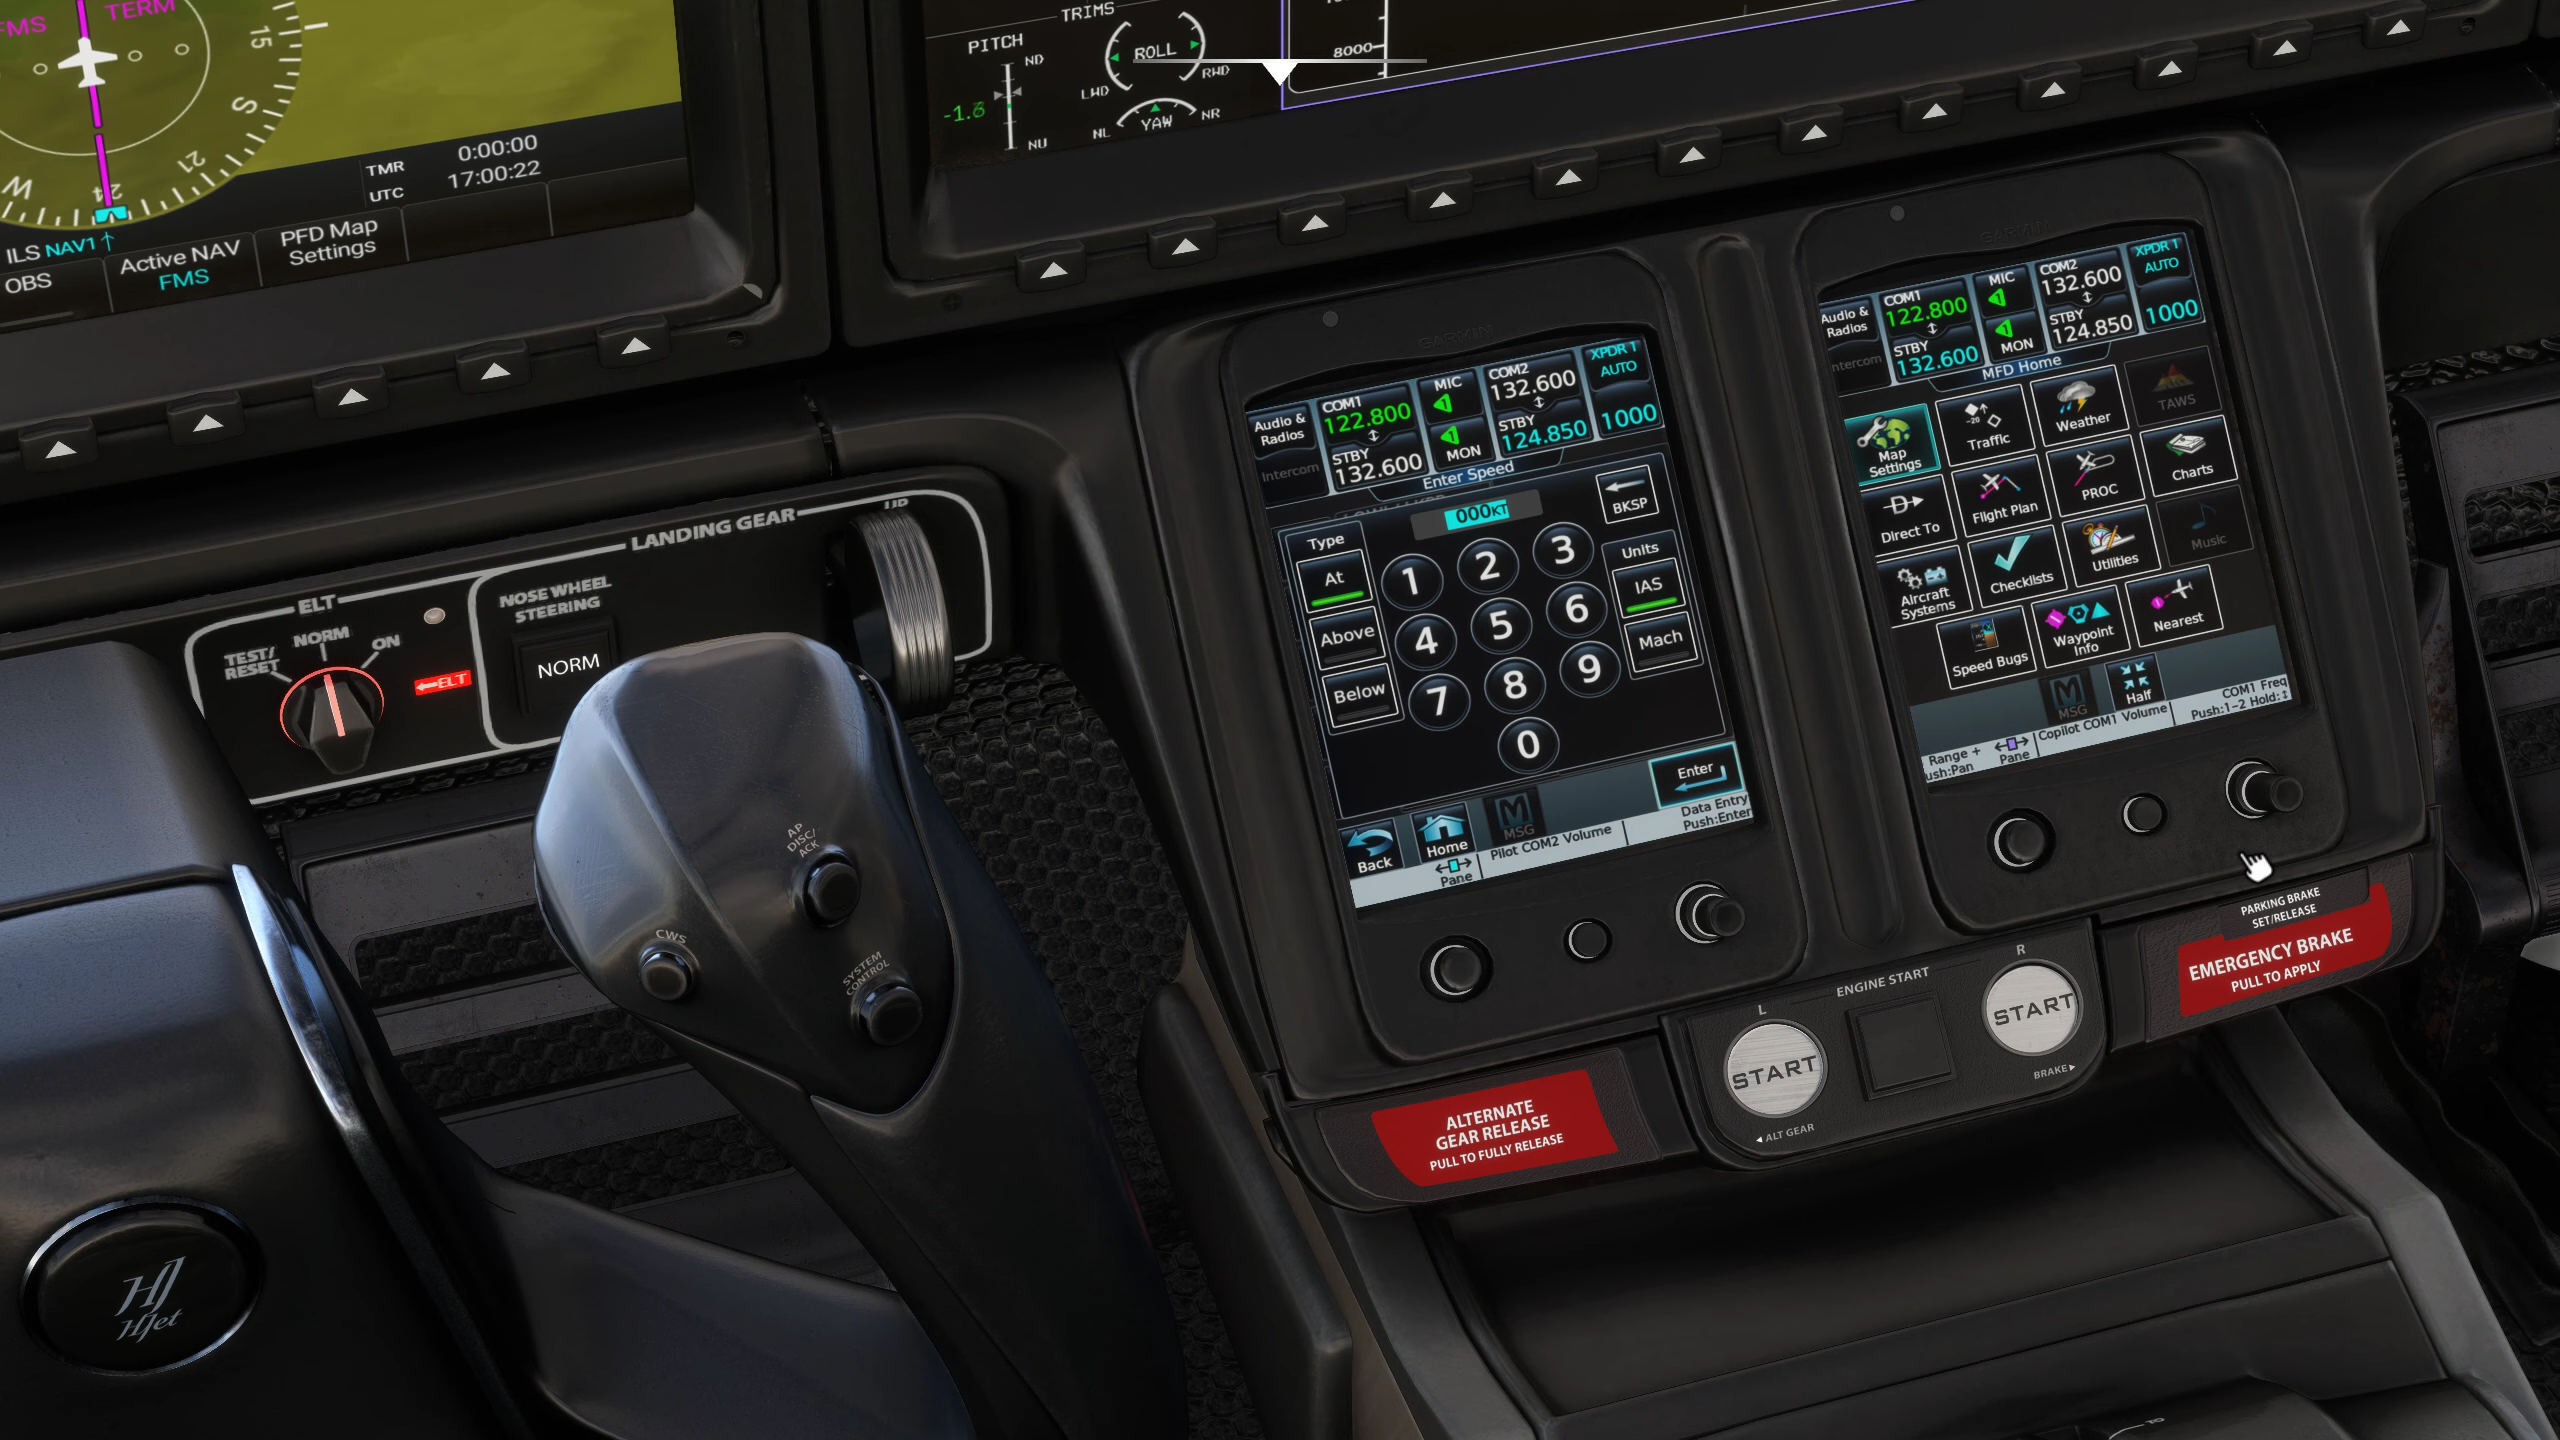 FMS
TERM
15
S
21
24
W
TMR 0:00:00
UTC 17:00:22
ILS NAV1 ↑
OBS
Active NAV
FMS
PFD Map
Settings
TRIMS
PITCH
ND
NU
-1.8
ROLL
LWD
RWD
YAW
NL
NR
8000
LANDING GEAR
UP
ELT
TEST/
RESET
NORM
ON
←ELT
NOSE WHEEL
STEERING
NORM
AP
DISC/
ACK
CWS
SYSTEM
CONTROL
HJ
HJet
GARMIN
Audio &
Radios
Intercom
COM1
122.800
STBY
132.600
MIC
MON
COM2
132.600
STBY
124.850
XPDR 1
AUTO
1000
Enter Speed
000KT
BKSP
Type
At
Above
Below
1
2
3
4
5
6
7
8
9
0
Units
IAS
Mach
Enter
Back
Home
MSG
Pane
Pilot COM2 Volume
Data Entry
Push:Enter
GARMIN
Audio &
Radios
ntercom
COM1
122.800
STBY
132.600
MIC
MON
COM2
132.600
STBY
124.850
XPDR 1
AUTO
1000
MFD Home
Map
Settings
Traffic
Weather
TAWS
Direct To
Flight Plan
PROC
Charts
Aircraft
Systems
Checklists
Utilities
Music
Speed Bugs
Waypoint
Info
Nearest
MSG
Half
Range +
ush:Pan
Pane
Copilot COM1 Volume
COM1 Freq
Push:1–2 Hold:↕
PARKING BRAKE
SET/RELEASE
EMERGENCY BRAKE
PULL TO APPLY
ENGINE START
L
R
START
START
BRAKE▶
◀ALT GEAR
ALTERNATE
GEAR RELEASE
PULL TO FULLY RELEASE